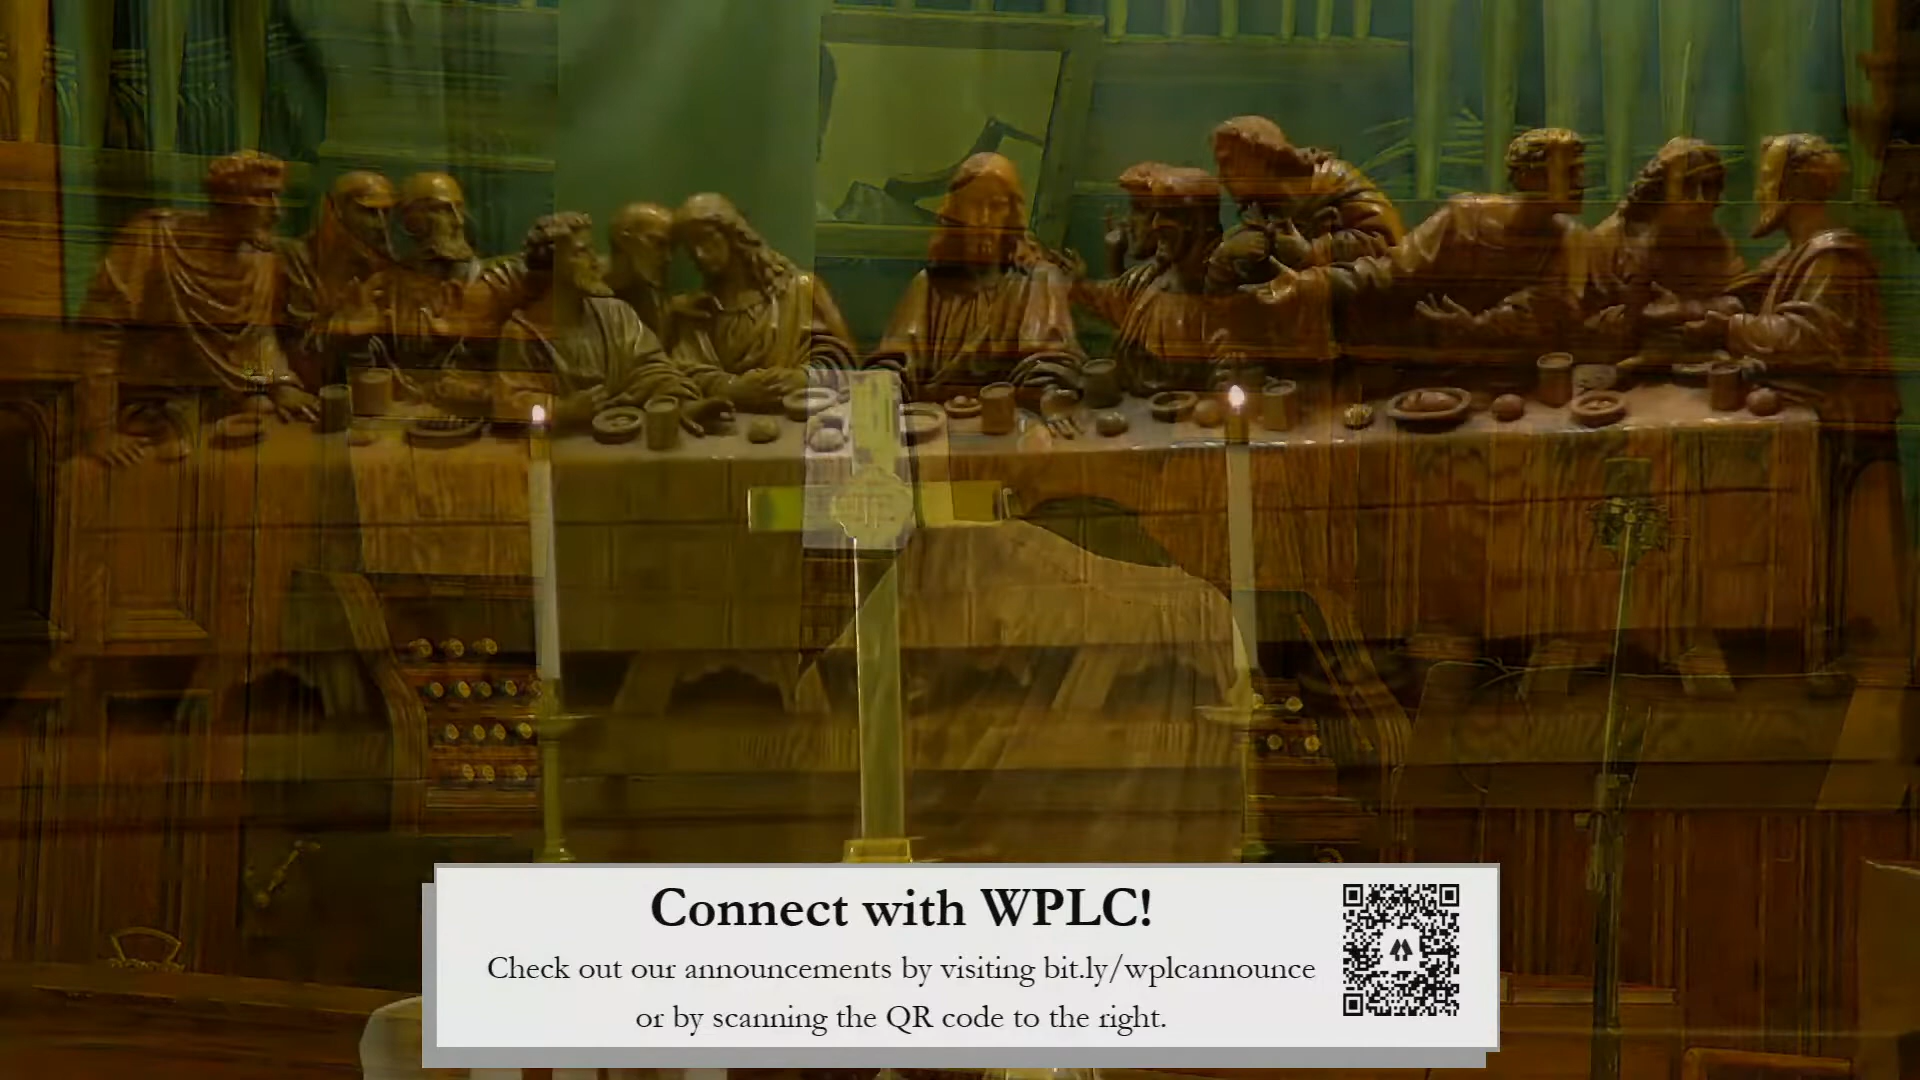 Connect with WPLC!
Check out our announcements by visiting bit.ly/wplcannounce
or by scanning the QR code to the right.